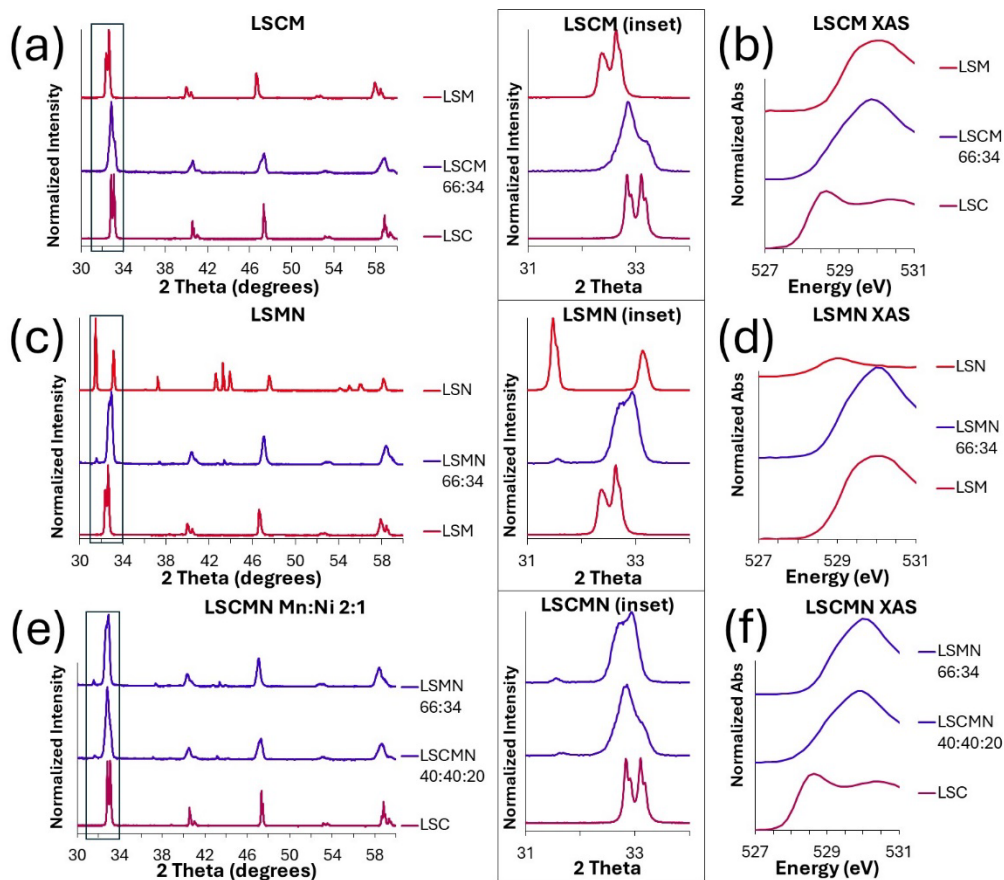 (a)
LSCM
Normalized Intensity
LSM
LSCM
66:34
LSC
30 34 38 42 46 50 54 58
2 Theta (degrees)
LSCM (inset)
Normalized Intensity
31 33
2 Theta
(b)
LSCM XAS
Normalized Abs
LSM
LSCM
66:34
LSC
527 529 531
Energy (eV)
(c)
LSMN
Normalized Intensity
LSN
LSMN
66:34
LSM
30 34 38 42 46 50 54 58
2 Theta (degrees)
LSMN (inset)
Normalized Intensity
31 33
2 Theta
(d)
LSMN XAS
Normalized Abs
LSN
LSMN
66:34
LSM
527 529 531
Energy (eV)
(e)
LSCMN Mn:Ni 2:1
Normalized Intensity
LSMN
66:34
LSCMN
40:40:20
LSC
30 34 38 42 46 50 54 58
2 Theta (degrees)
LSCMN (inset)
Normalized Intensity
31 33
2 Theta
(f)
LSCMN XAS
Normalized Abs
LSMN
66:34
LSCMN
40:40:20
LSC
527 529 531
Energy (eV)